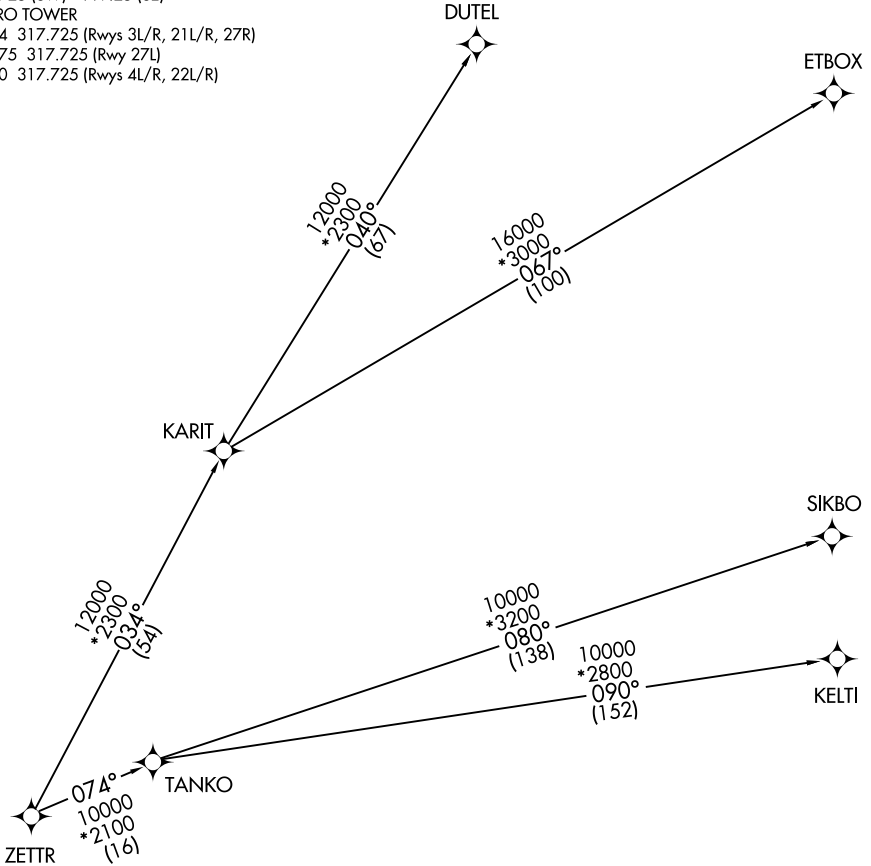 RO TOWER
4 317.725 (Rwys 3L/R, 21L/R, 27R)
75 317.725 (Rwy 27L)
0 317.725 (Rwys 4L/R, 22L/R)
DUTEL
ETBOX
12000
*2300
040°
(67)
16000
*3000
067°
(100)
KARIT
SIKBO
12000
*2300
034°
(54)
10000
*3200
080°
(138)
10000
*2800
090°
(152)
KELTI
TANKO
074°
10000
*2100
(16)
ZETTR